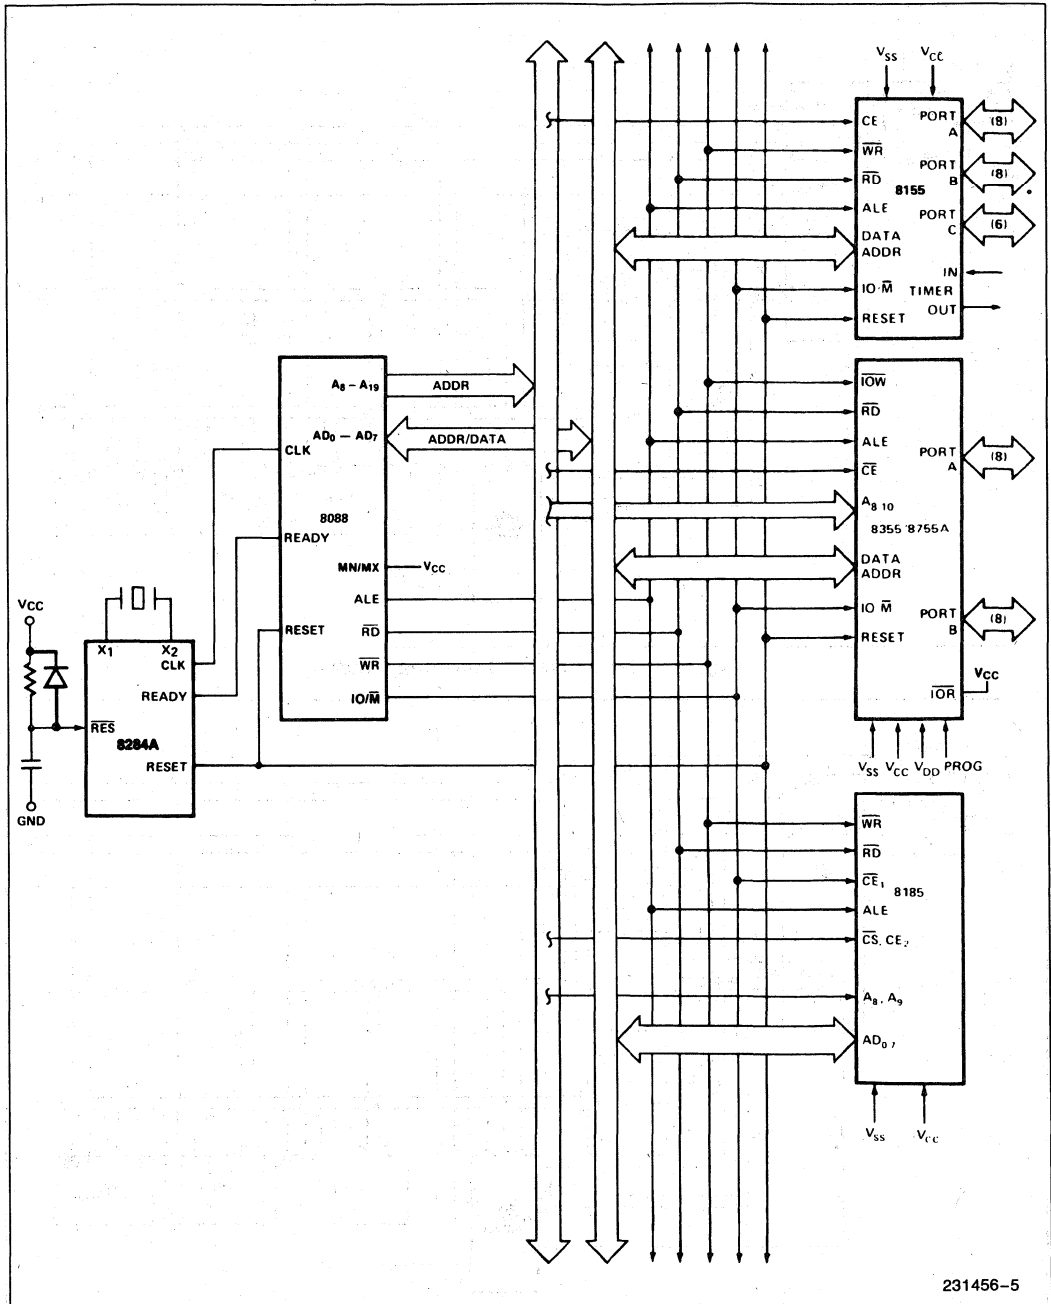 VSS VCC
CE PORT A (8)
WR
PORT B (8)
RD
8155
ALE PORT C (6)
DATA ADDR
IN
IO·M TIMER
OUT
RESET
A8 – A19 ADDR
IOW
RD
AD0 – AD7 ADDR/DATA
ALE
CLK
PORT A (8)
CE
A8 10
8088
8355 8755A
READY
MN/MX VCC
DATA ADDR
ALE
IO M
PORT B (8)
RESET
RESET
RD
WR
IO/M
VCC
IOR
VCC
X1 X2
CLK
READY
RES
8284A
RESET
GND
VSS VCC VDD PROG
WR
RD
CE1
8185
ALE
CS, CE2
A8, A9
AD0 7
VSS VCC
231456–5